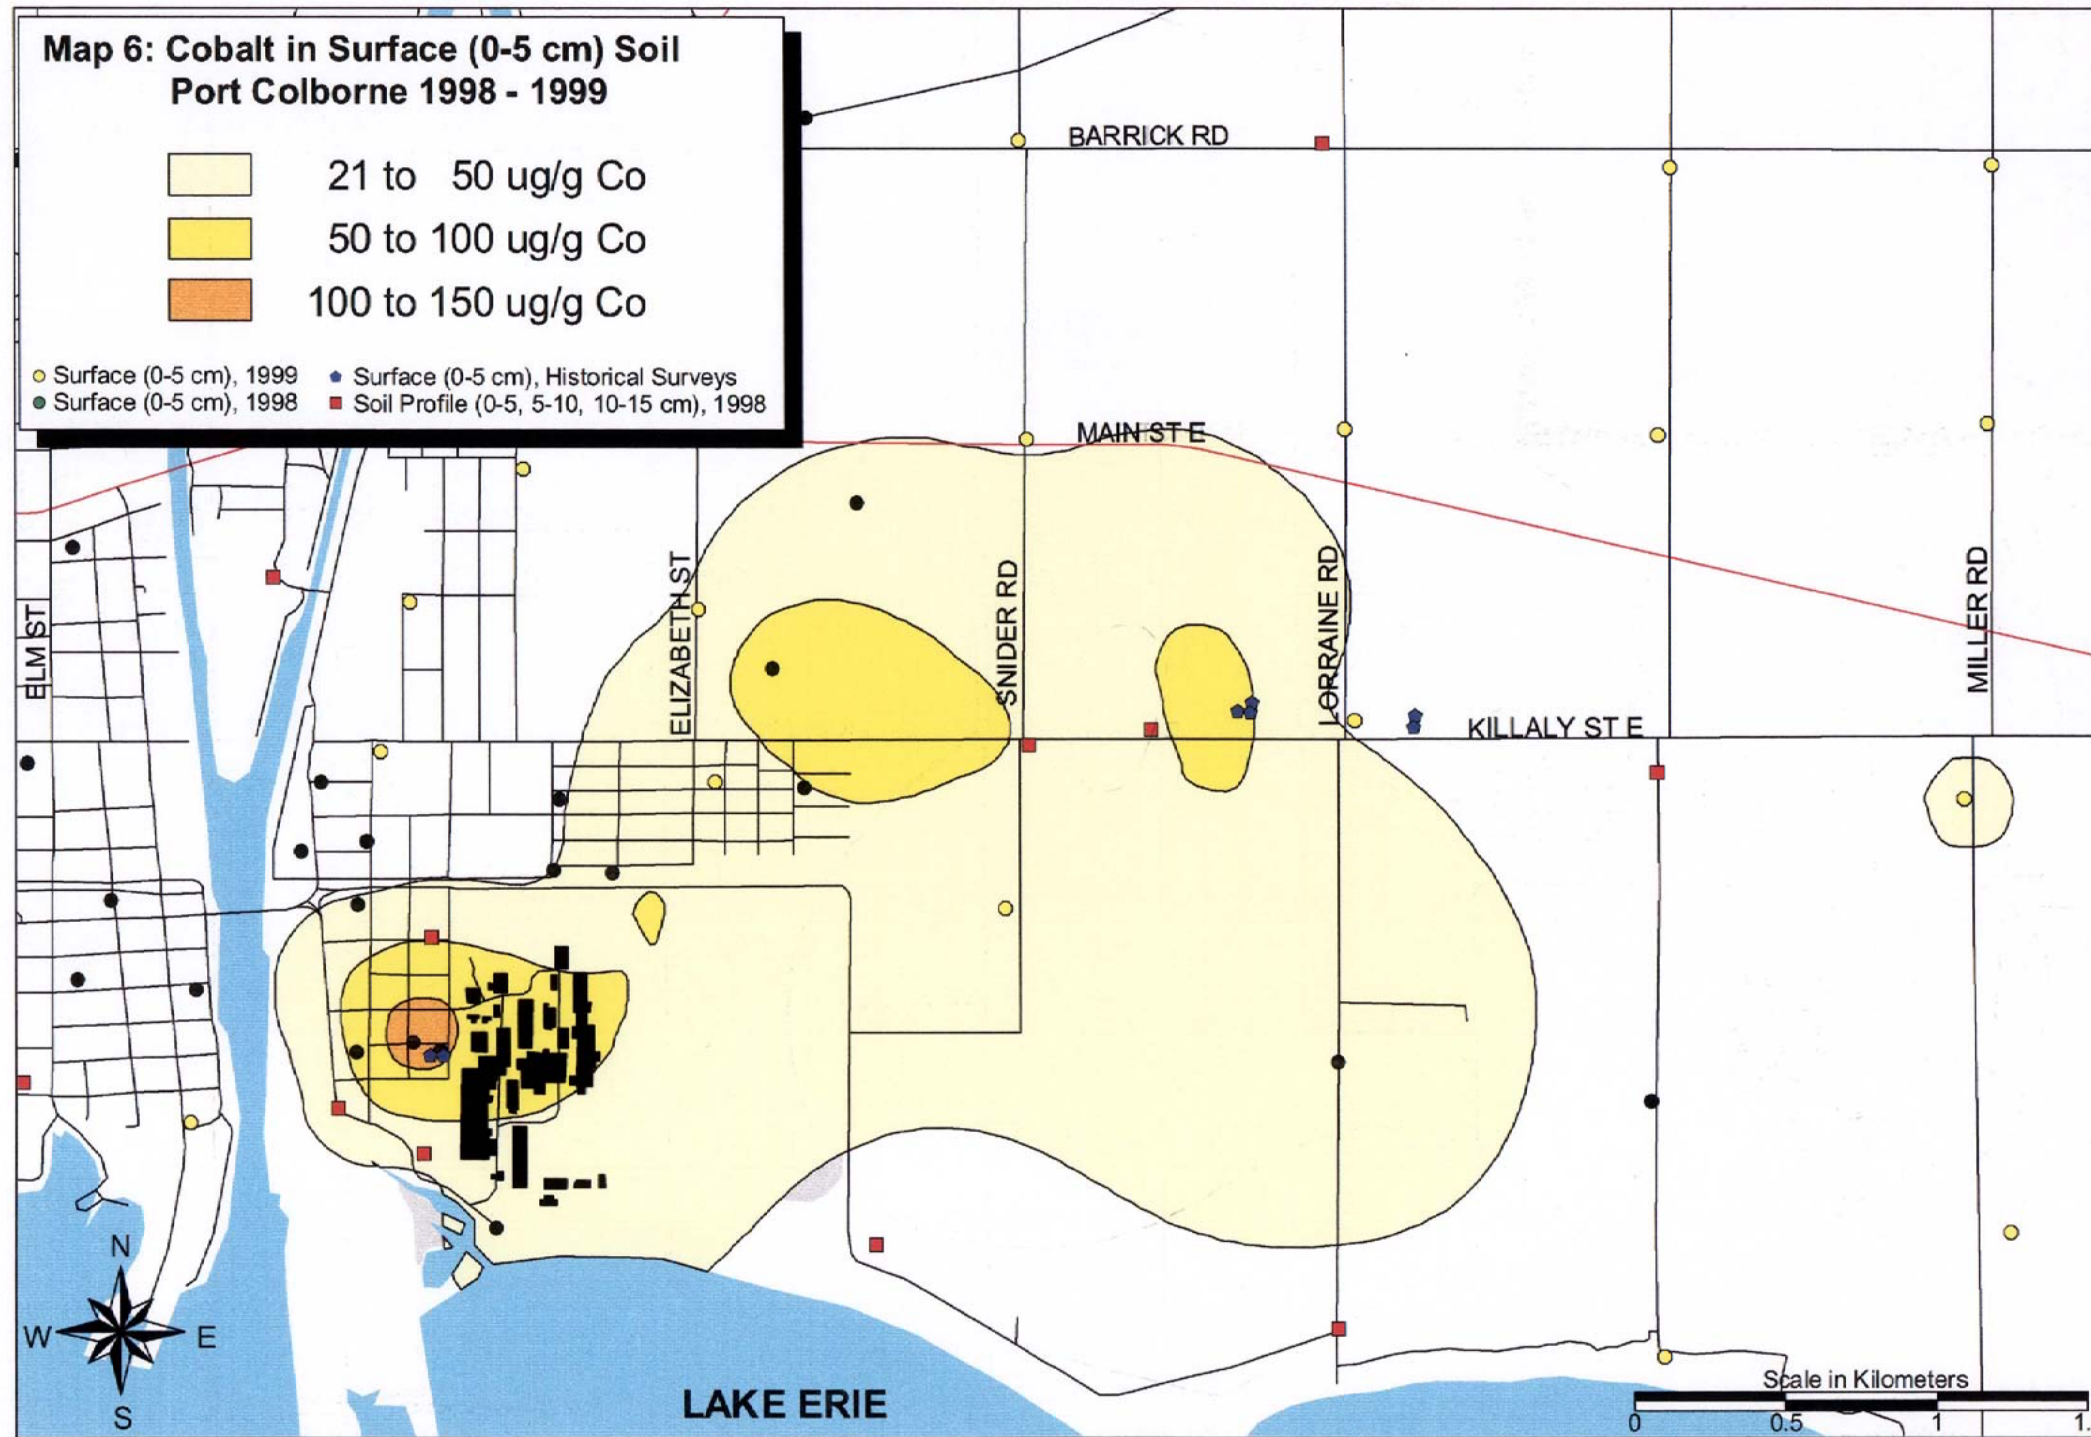 Map 6: Cobalt in Surface (0-5 cm) Soil
Port Colborne 1998 - 1999
21 to 50 ug/g Co
50 to 100 ug/g Co
100 to 150 ug/g Co
Surface (0-5 cm), 1999
Surface (0-5 cm), Historical Surveys
Surface (0-5 cm), 1998
Soil Profile (0-5, 5-10, 10-15 cm), 1998
BARRICK RD
MAIN ST E
ELM ST
ELIZABETH ST
SNIDER RD
LORRAINE RD
MILLER RD
KILLALY ST E
N
W
E
S
LAKE ERIE
Scale in Kilometers
0 0.5 1 1.